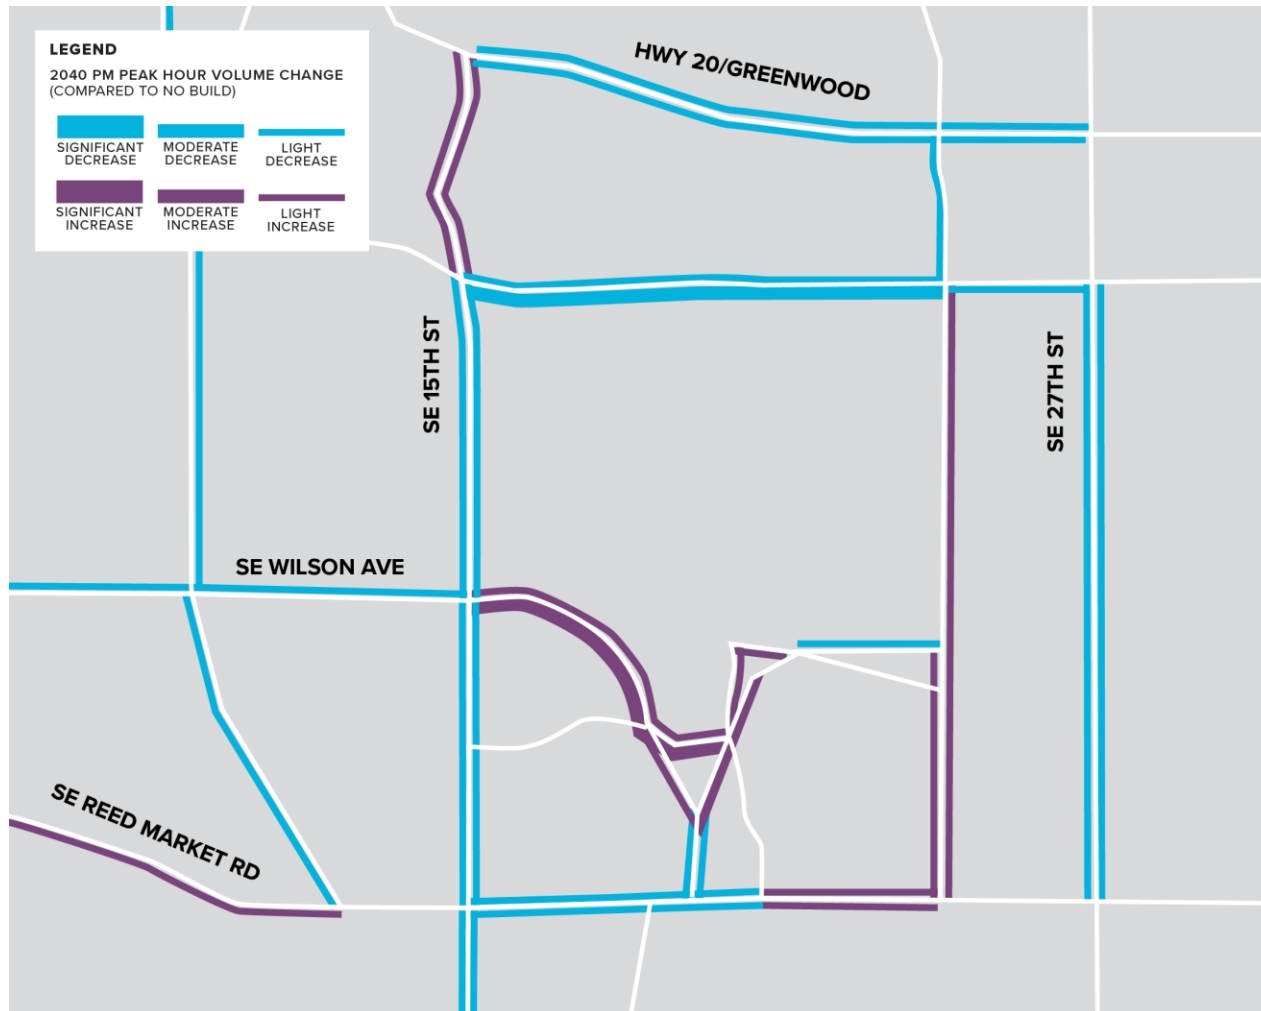 LEGEND
2040 PM PEAK HOUR VOLUME CHANGE
(COMPARED TO NO BUILD)
SIGNIFICANT DECREASE
MODERATE DECREASE
LIGHT DECREASE
SIGNIFICANT INCREASE
MODERATE INCREASE
LIGHT INCREASE
HWY 20/GREENWOOD
SE 15TH ST
SE 27TH ST
SE WILSON AVE
SE REED MARKET RD